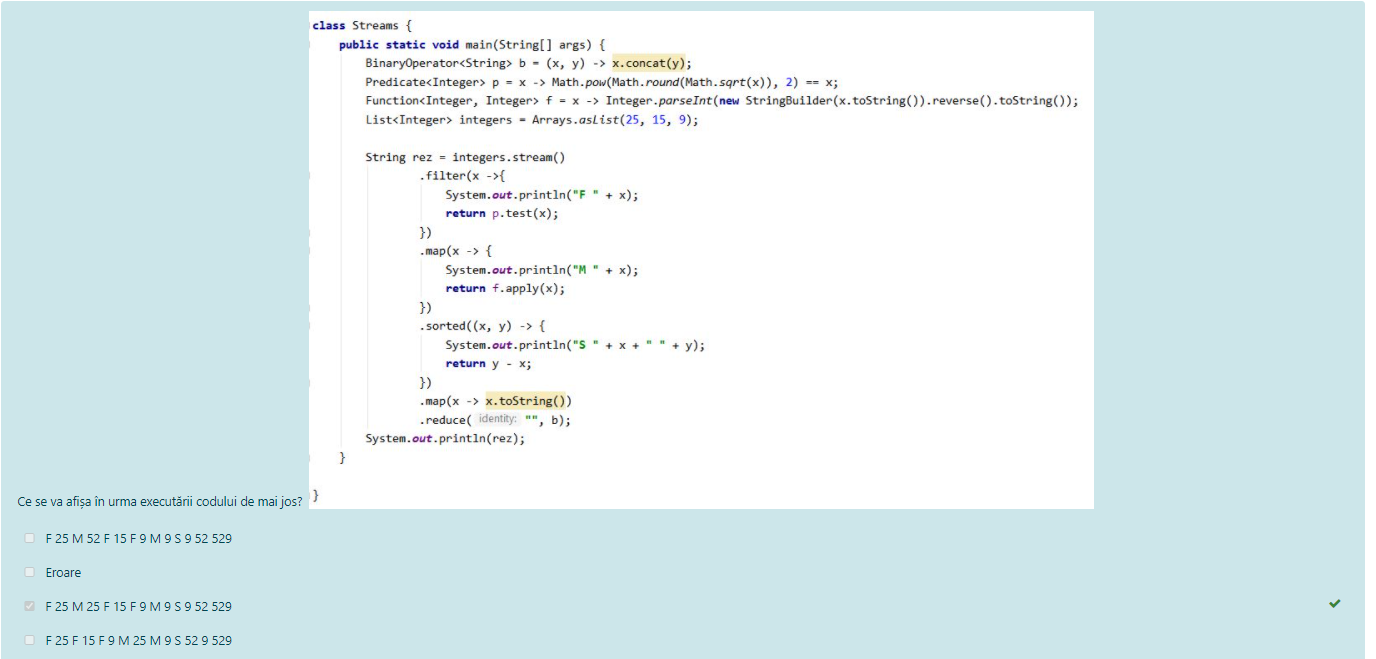 class Streams {
public static void main(String[] args) {
BinaryOperator<String> b = (x, y) -> x.concat(y);
Predicate<Integer> p = x -> Math.pow(Math.round(Math.sqrt(x)), 2) == x;
Function<Integer, Integer> f = x -> Integer.parseInt(new StringBuilder(x.toString()).reverse().toString());
List<Integer> integers = Arrays.asList(25, 15, 9);
String rez = integers.stream()
.filter(x ->{
System.out.println("F " + x);
return p.test(x);
})
.map(x -> {
System.out.println("M " + x);
return f.apply(x);
})
.sorted((x, y) -> {
System.out.println("S " + x + " " + y);
return y - x;
})
.map(x -> x.toString())
.reduce( identity: "", b);
System.out.println(rez);
}
}
Ce se va afișa în urma executării codului de mai jos?
F 25 M 52 F 15 F 9 M 9 S 9 52 529
Eroare
F 25 M 25 F 15 F 9 M 9 S 9 52 529
F 25 F 15 F 9 M 25 M 9 S 52 9 529